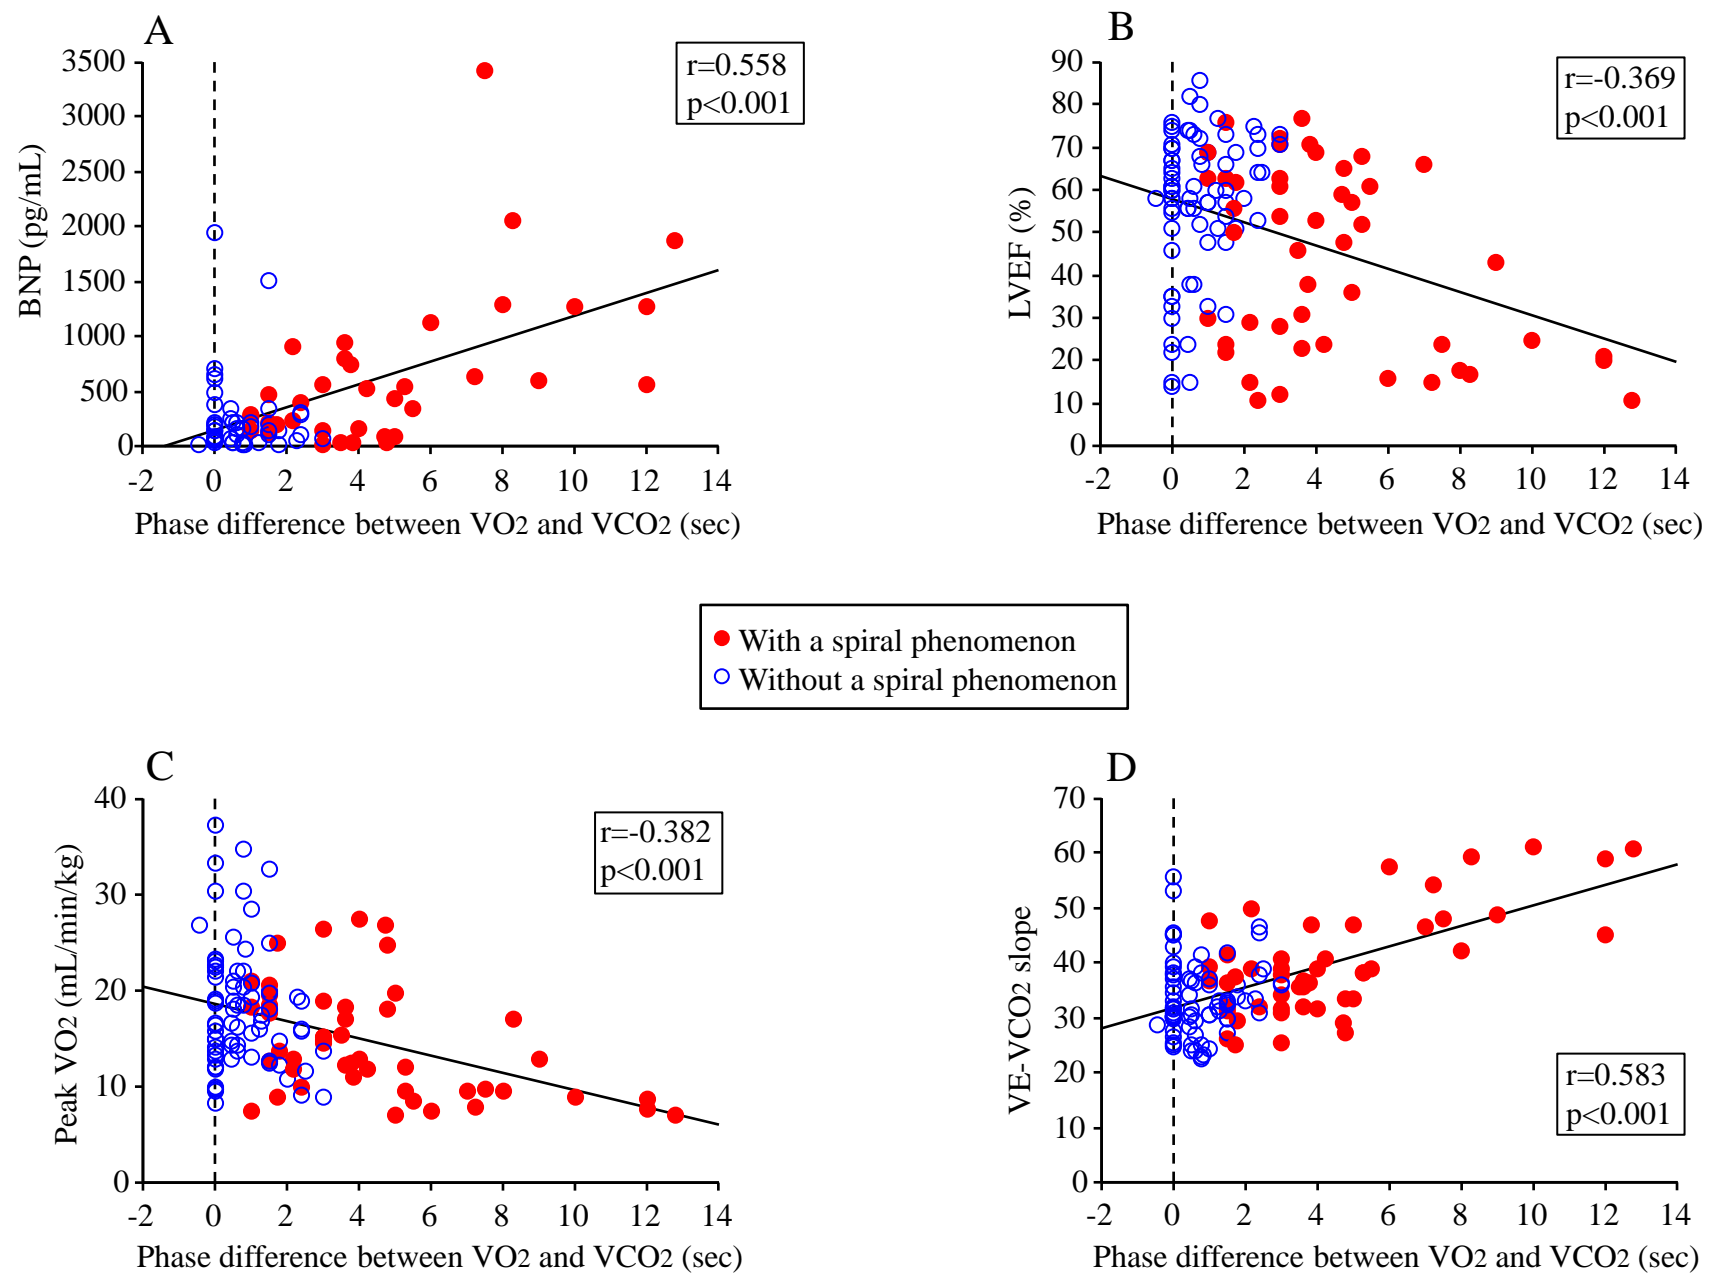 A
r=0.558
p<0.001
BNP (pg/mL)
3500
3000
2500
2000
1500
1000
500
0
-2 0 2 4 6 8 10 12 14
Phase difference between VO2 and VCO2 (sec)
B
r=-0.369
p<0.001
LVEF (%)
90
80
70
60
50
40
30
20
10
0
-2 0 2 4 6 8 10 12 14
Phase difference between VO2 and VCO2 (sec)
With a spiral phenomenon
Without a spiral phenomenon
C
r=-0.382
p<0.001
Peak VO2 (mL/min/kg)
40
30
20
10
0
-2 0 2 4 6 8 10 12 14
Phase difference between VO2 and VCO2 (sec)
D
VE-VCO2 slope
70
60
50
40
30
20
10
0
r=0.583
p<0.001
-2 0 2 4 6 8 10 12 14
Phase difference between VO2 and VCO2 (sec)